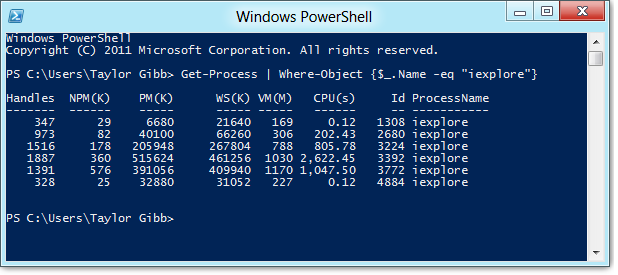 Windows PowerShell
Windows PowerShell
Copyright (C) 2011 Microsoft Corporation. All rights reserved.
PS C:\Users\Taylor Gibb> Get-Process | Where-Object {$_.Name -eq "iexplore"}
Handles  NPM(K)    PM(K)      WS(K) VM(M)   CPU(s)     Id ProcessName
-------  ------    -----      ----- -----   ------     -- -----------
    347      29     6680      21640   169     0.12   1308 iexplore
    973      82    40100      66260   306   202.43   2680 iexplore
   1516     178   205948     267804   788   805.78   3224 iexplore
   1887     360   515624     461256  1030 2,622.45   3392 iexplore
   1391     576   391056     409940  1170 1,047.50   3772 iexplore
    328      25    32880      31052   227     0.12   4884 iexplore
PS C:\Users\Taylor Gibb>